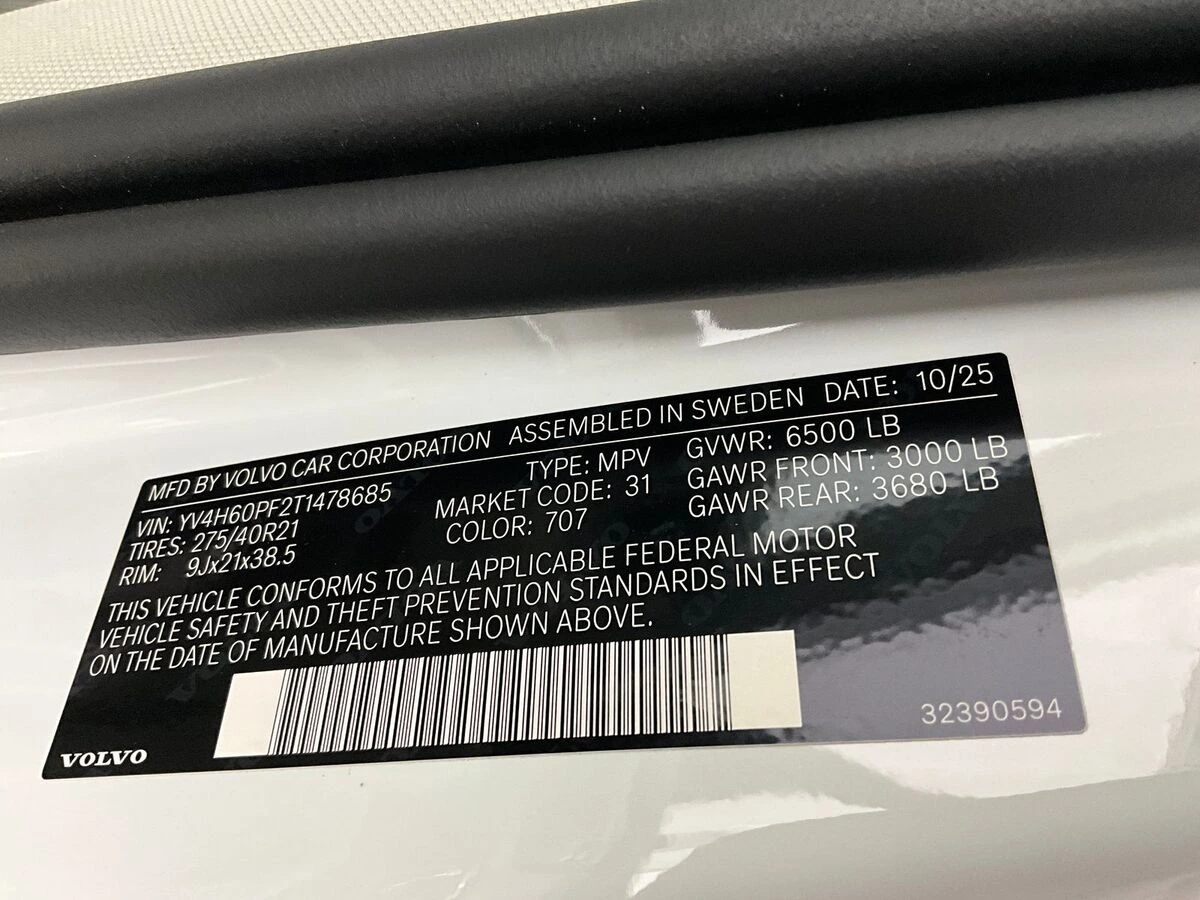 MFD BY VOLVO CAR CORPORATION ASSEMBLED IN SWEDEN DATE: 10/25
VIN: YV4H60PF2T1478685 TYPE: MPV GVWR: 6500 LB
TIRES: 275/40R21 MARKET CODE: 31 GAWR FRONT: 3000 LB
RIM: 9Jx21x38.5 COLOR: 707 GAWR REAR: 3680 LB
THIS VEHICLE CONFORMS TO ALL APPLICABLE FEDERAL MOTOR
VEHICLE SAFETY AND THEFT PREVENTION STANDARDS IN EFFECT
ON THE DATE OF MANUFACTURE SHOWN ABOVE.
32390594
VOLVO